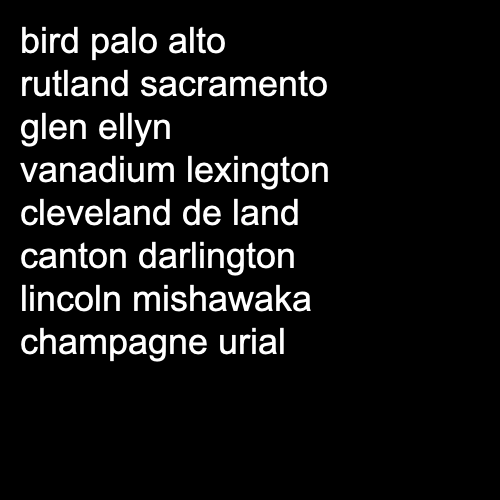 bird palo alto
rutland sacramento
glen ellyn
vanadium lexington
cleveland de land
canton darlington
lincoln mishawaka
champagne urial